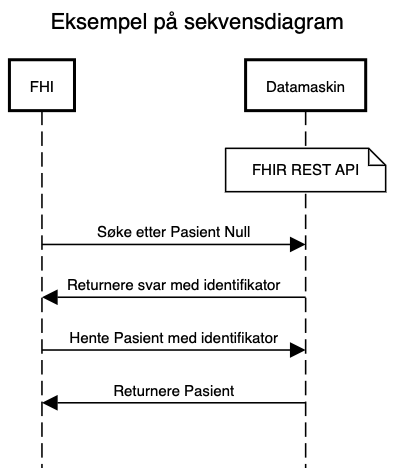 Eksempel på sekvensdiagram
FHI
Datamaskin
FHIR REST API
Søke etter Pasient Null
Returnere svar med identifikator
Hente Pasient med identifikator
Returnere Pasient